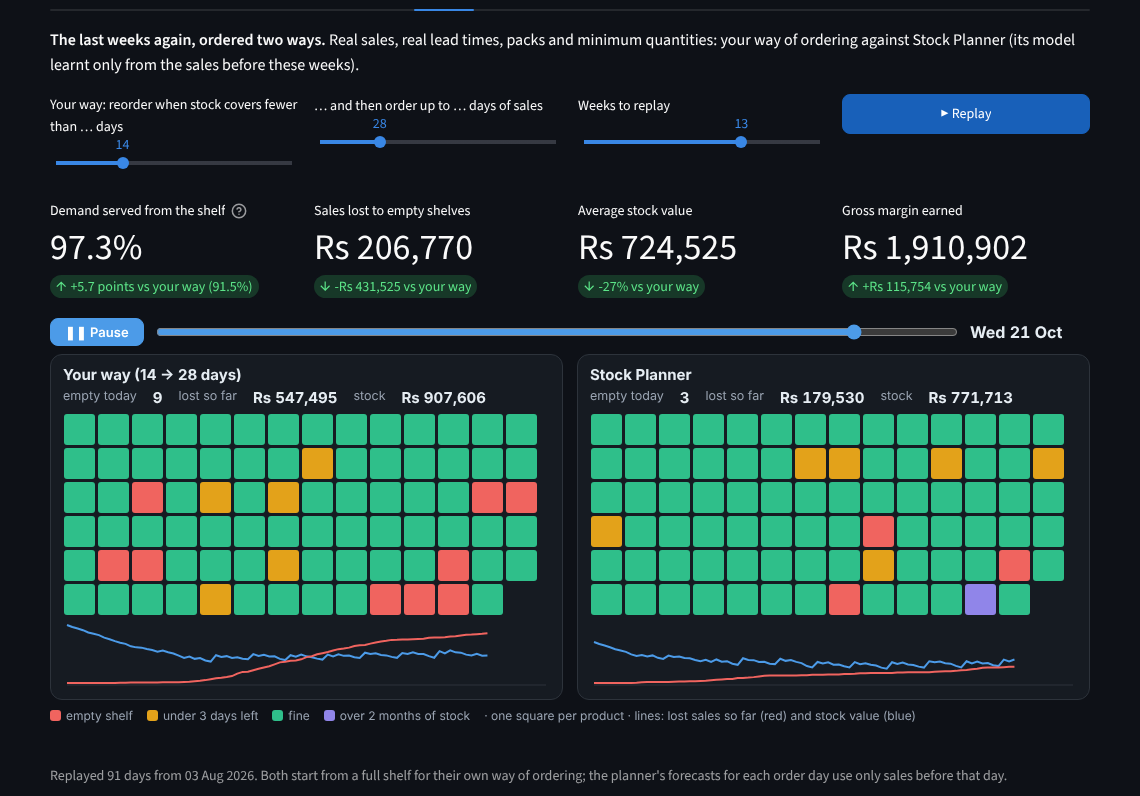 The last weeks again, ordered two ways. Real sales, real lead times, packs and minimum quantities: your way of ordering against Stock Planner (its model
learnt only from the sales before these weeks).
Your way: reorder when stock covers fewer
than … days
14
… and then order up to … days of sales
28
Weeks to replay
13
▶ Replay
Demand served from the shelf ?
97.3%
↑ +5.7 points vs your way (91.5%)
Sales lost to empty shelves
Rs 206,770
↓ -Rs 431,525 vs your way
Average stock value
Rs 724,525
↓ -27% vs your way
Gross margin earned
Rs 1,910,902
↑ +Rs 115,754 vs your way
❚❚ Pause
Wed 21 Oct
Your way (14 → 28 days)
empty today 9 lost so far Rs 547,495 stock Rs 907,606
Stock Planner
empty today 3 lost so far Rs 179,530 stock Rs 771,713
empty shelf under 3 days left fine over 2 months of stock · one square per product · lines: lost sales so far (red) and stock value (blue)
Replayed 91 days from 03 Aug 2026. Both start from a full shelf for their own way of ordering; the planner's forecasts for each order day use only sales before that day.